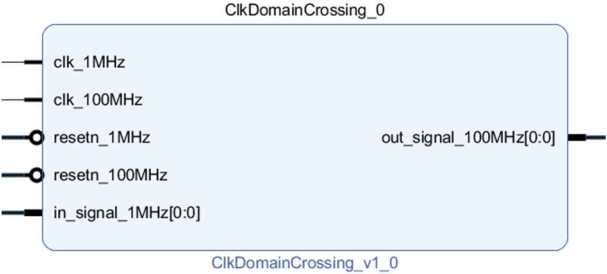 ClkDomainCrossing_0
clk_1MHz
clk_100MHz
resetn_1MHz
out_signal_100MHz[0:0]
resetn_100MHz
in_signal_1MHz[0:0]
ClkDomainCrossing_v1_0